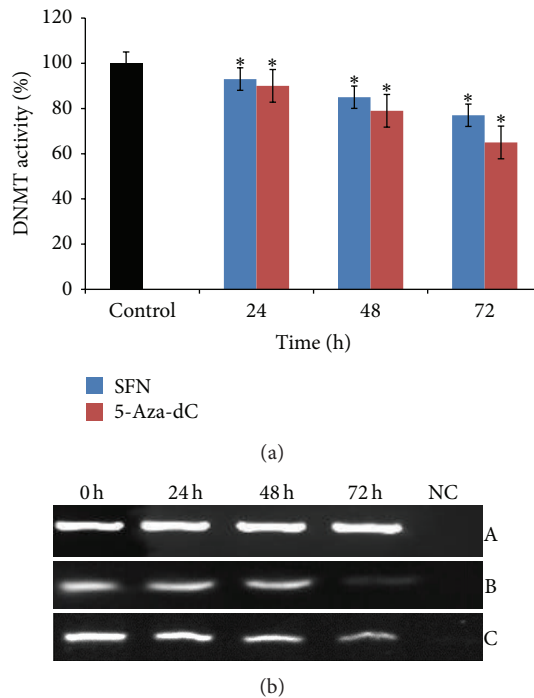 120
100
80
60
40
20
0
DNMT activity (%)
* * * * * *
Control 24 48 72
Time (h)
SFN
5-Aza-dC
(a)
0 h 24 h 48 h 72 h NC
A
B
C
(b)